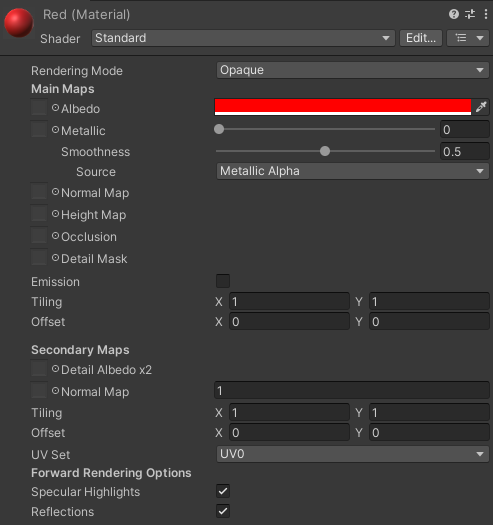 Red (Material)
Shader Standard Edit...
Rendering Mode Opaque
Main Maps
Albedo
Metallic 0
Smoothness 0.5
Source Metallic Alpha
Normal Map
Height Map
Occlusion
Detail Mask
Emission
Tiling X 1 Y 1
Offset X 0 Y 0
Secondary Maps
Detail Albedo x2
Normal Map 1
Tiling X 1 Y 1
Offset X 0 Y 0
UV Set UV0
Forward Rendering Options
Specular Highlights
Reflections